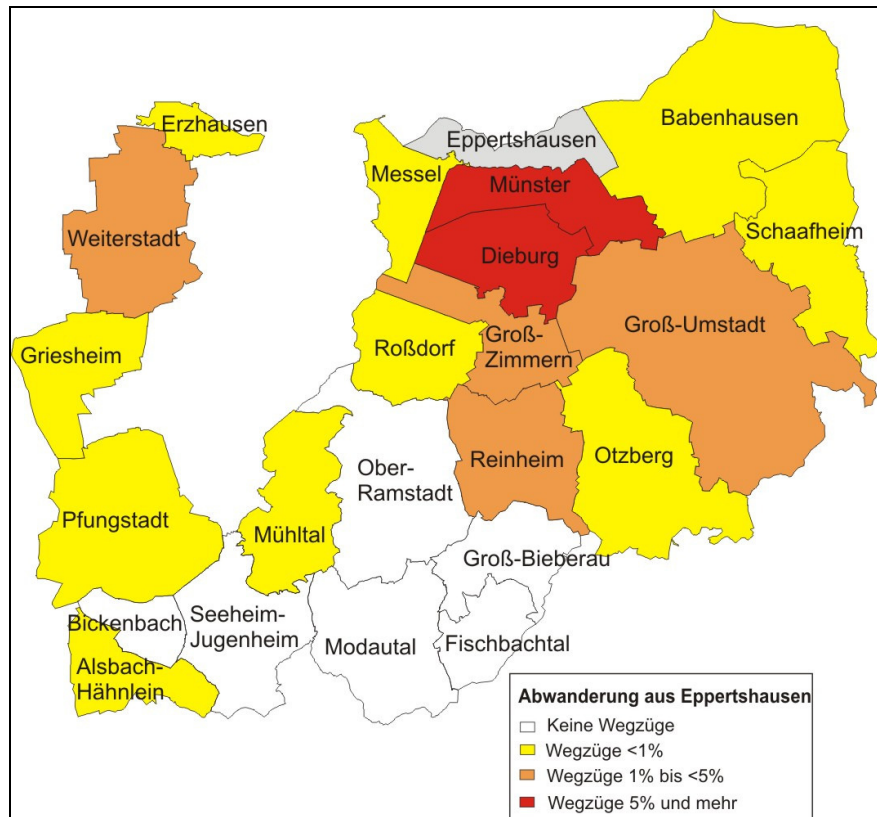 Babenhausen
Erzhausen
Eppertshausen
Messel
Münster
Schaafheim
Weiterstadt
Dieburg
Groß-Umstadt
Griesheim
Roßdorf
Groß-
Zimmern
Ober-
Ramstadt
Reinheim
Otzberg
Pfungstadt
Mühltal
Groß-Bieberau
Bickenbach
Seeheim-
Jugenheim
Modautal
Fischbachtal
Alsbach-
Hähnlein
Abwanderung aus Eppertshausen
Keine Wegzüge
Wegzüge <1%
Wegzüge 1% bis <5%
Wegzüge 5% und mehr